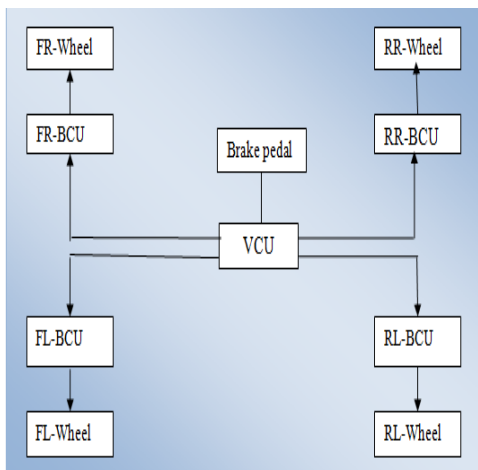 FR-Wheel
RR-Wheel
FR-BCU
RR-BCU
Brake pedal
VCU
FL-BCU
RL-BCU
FL-Wheel
RL-Wheel